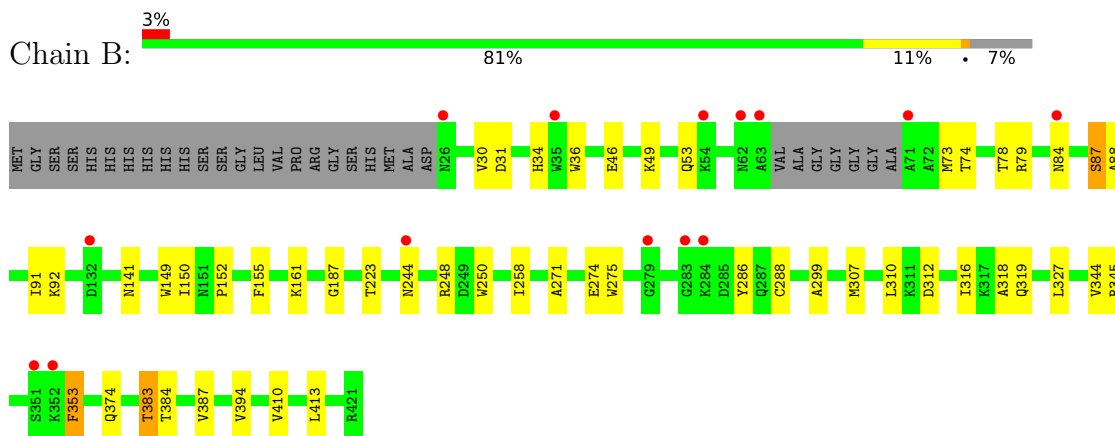 3%
Chain B:
81% 11% • 7%
MET GLY SER SER HIS HIS HIS HIS HIS HIS SER SER GLY LEU VAL PRO ARG GLY SER HIS MET ALA ASP N26 V30 D31 H34 W35 W36 E46 K49 Q53 K54 N62 A63 VAL ALA GLY GLY GLY GLY ALA A71 A72 M73 T74 T78 R79 N84 S87 A88
I91 K92 D132 N141 W149 I150 N151 P152 F155 K161 G187 T223 N244 R248 D249 W250 I258 A271 E274 W275 G279 G283 K284 D285 Y286 Q287 C288 A299 M307 L310 K311 D312 I316 K317 A318 Q319 L327 V344
S351 K352 F353 Q374 T383 T384 V387 V394 V410 L413 R421